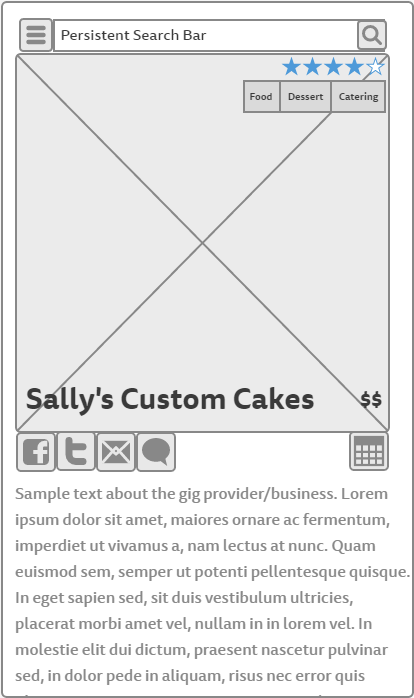 Persistent Search Bar
Food Dessert Catering
Sally's Custom Cakes $$
Sample text about the gig provider/business. Lorem
ipsum dolor sit amet, maiores ornare ac fermentum,
imperdiet ut vivamus a, nam lectus at nunc. Quam
euismod sem, semper ut potenti pellentesque quisque.
In eget sapien sed, sit duis vestibulum ultricies,
placerat morbi amet vel, nullam in in lorem vel. In
molestie elit dui dictum, praesent nascetur pulvinar
sed, in dolor pede in aliquam, risus nec error quis